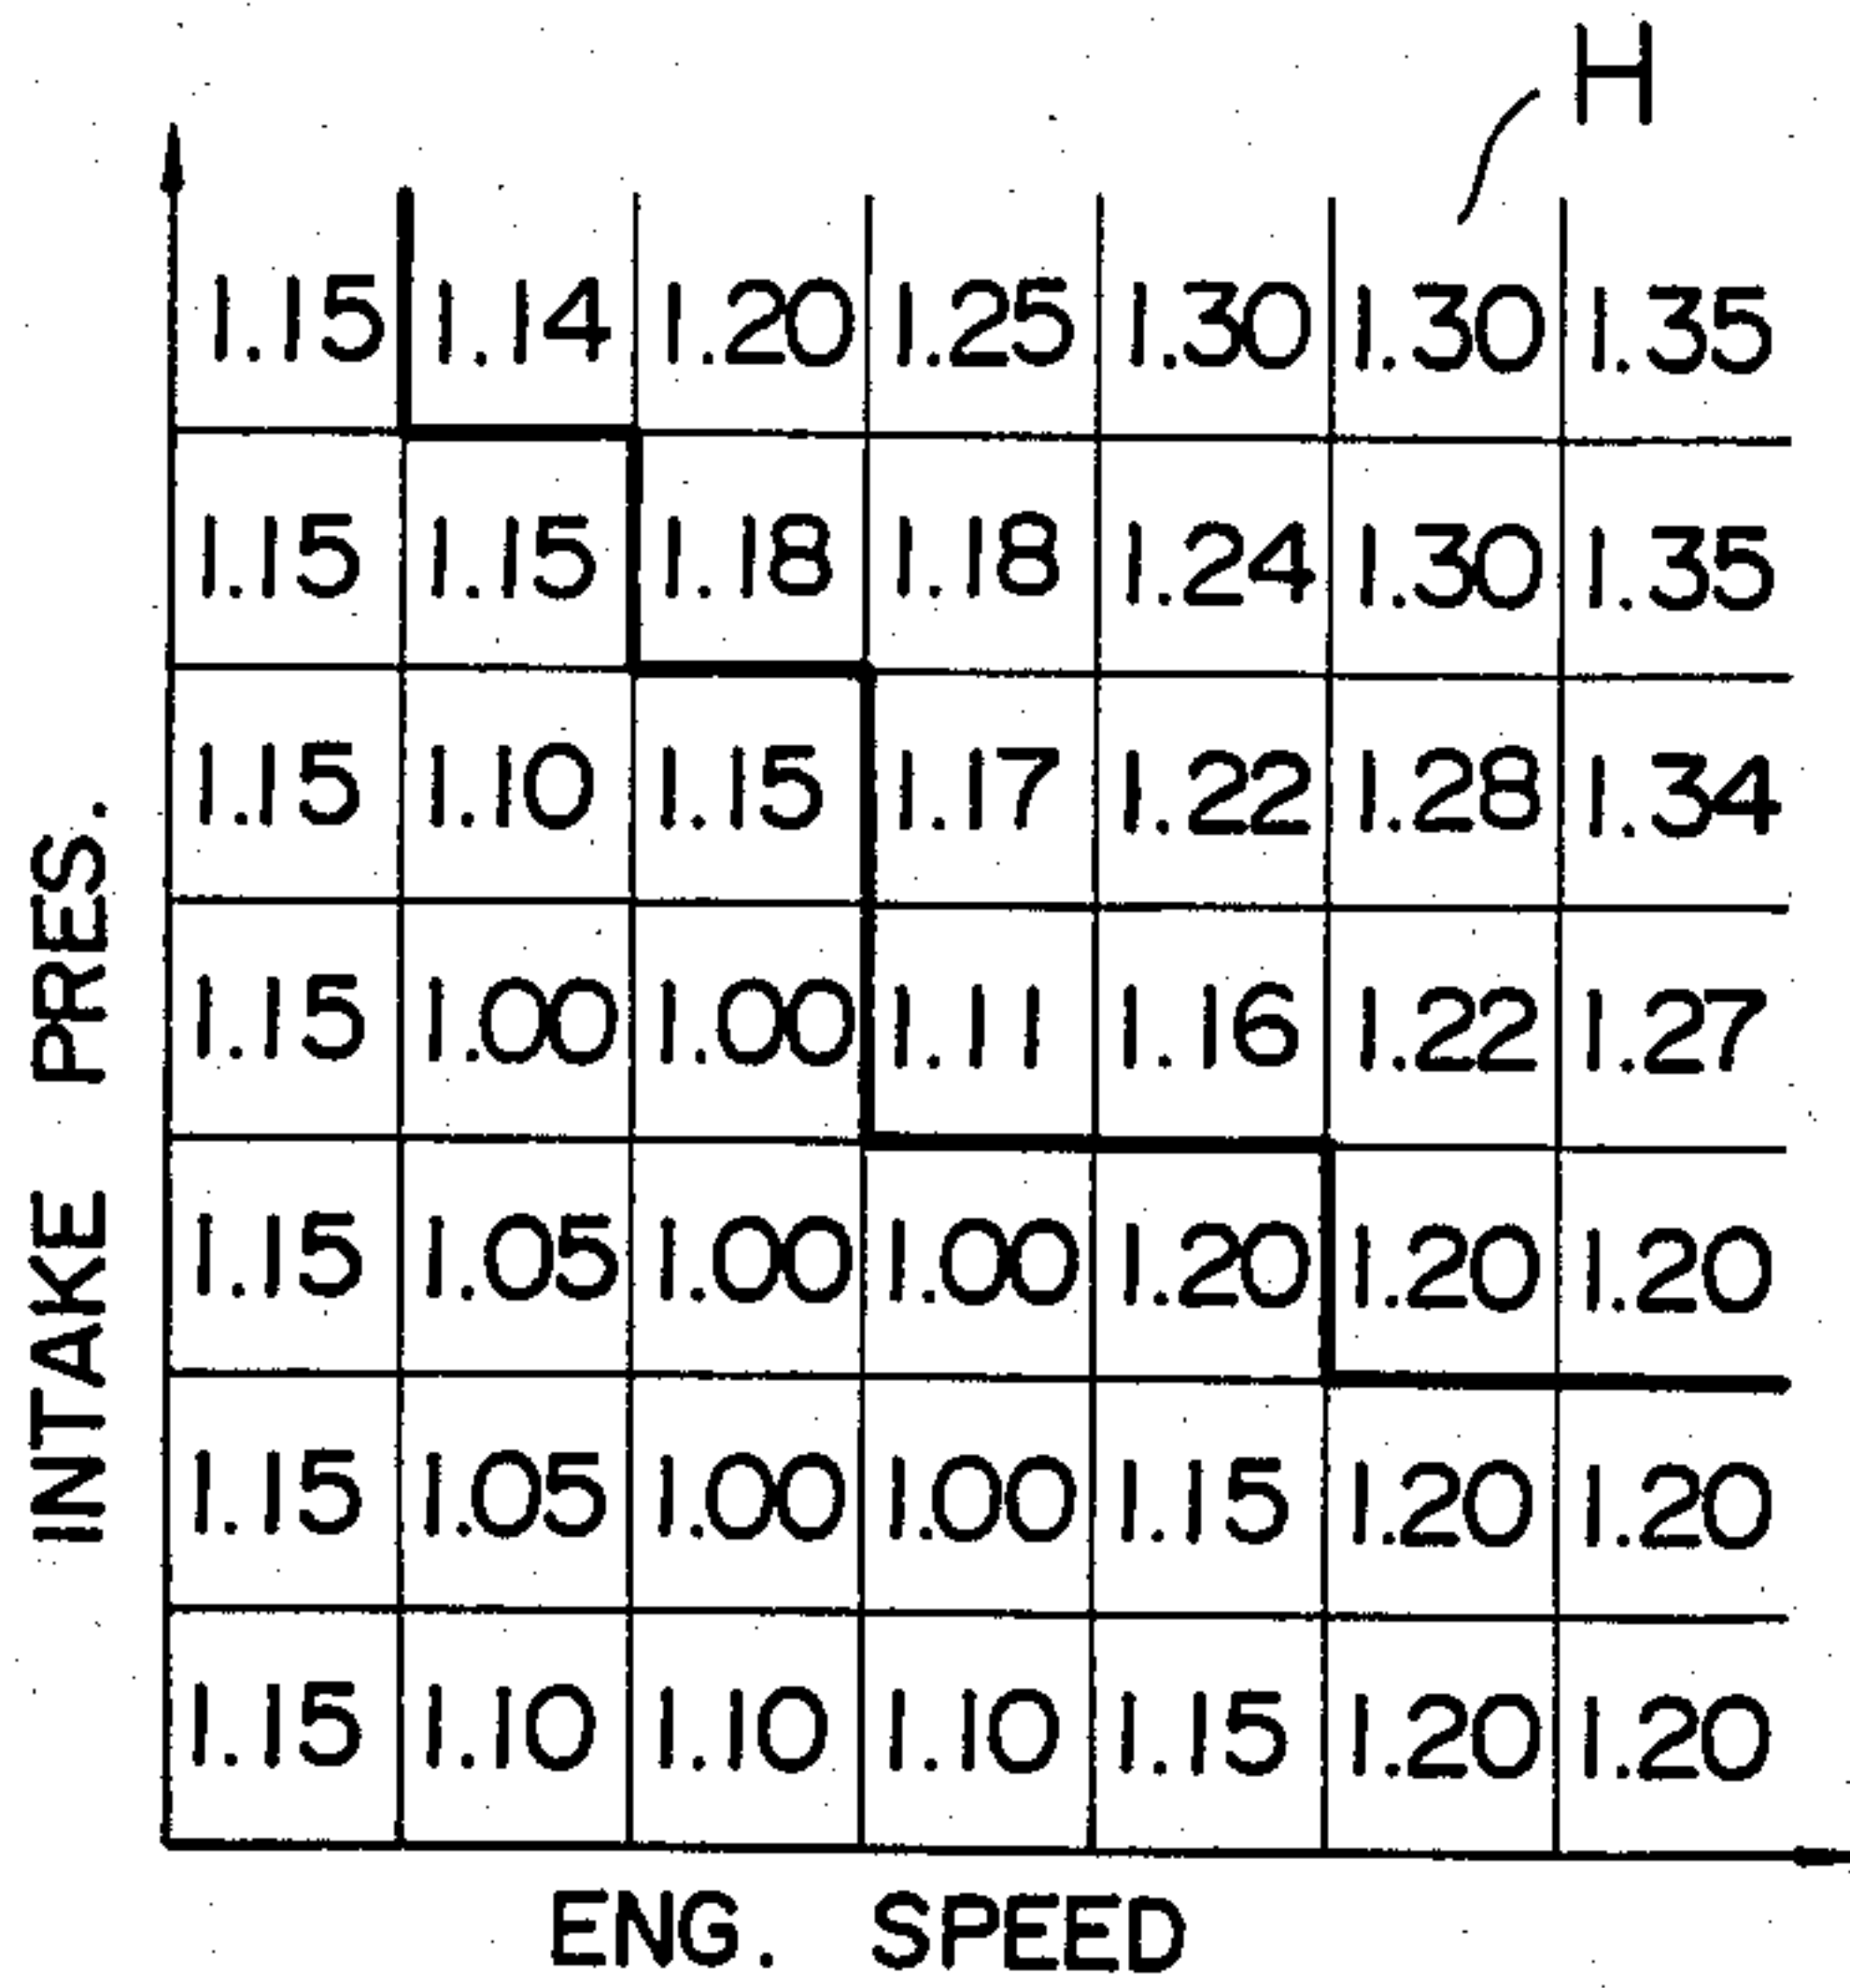 H
1.15 1.14 1.20 1.25 1.30 1.30 1.35
1.15 1.15 1.18 1.18 1.24 1.30 1.35
1.15 1.10 1.15 1.17 1.22 1.28 1.34
1.15 1.00 1.00 1.11 1.16 1.22 1.27
1.15 1.05 1.00 1.00 1.20 1.20 1.20
1.15 1.05 1.00 1.00 1.15 1.20 1.20
1.15 1.10 1.10 1.10 1.15 1.20 1.20
INTAKE PRES.
ENG. SPEED